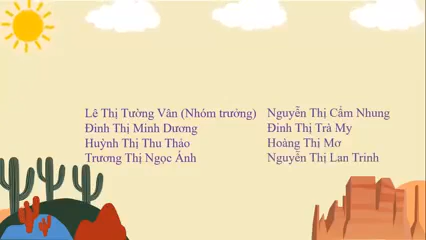 Lê Thị Tường Vân (Nhóm trưởng)
Đinh Thị Minh Dương
Huỳnh Thị Thu Thảo
Trương Thị Ngọc Ánh
Nguyễn Thị Cẩm Nhung
Đinh Thị Trà My
Hoàng Thị Mơ
Nguyễn Thị Lan Trinh